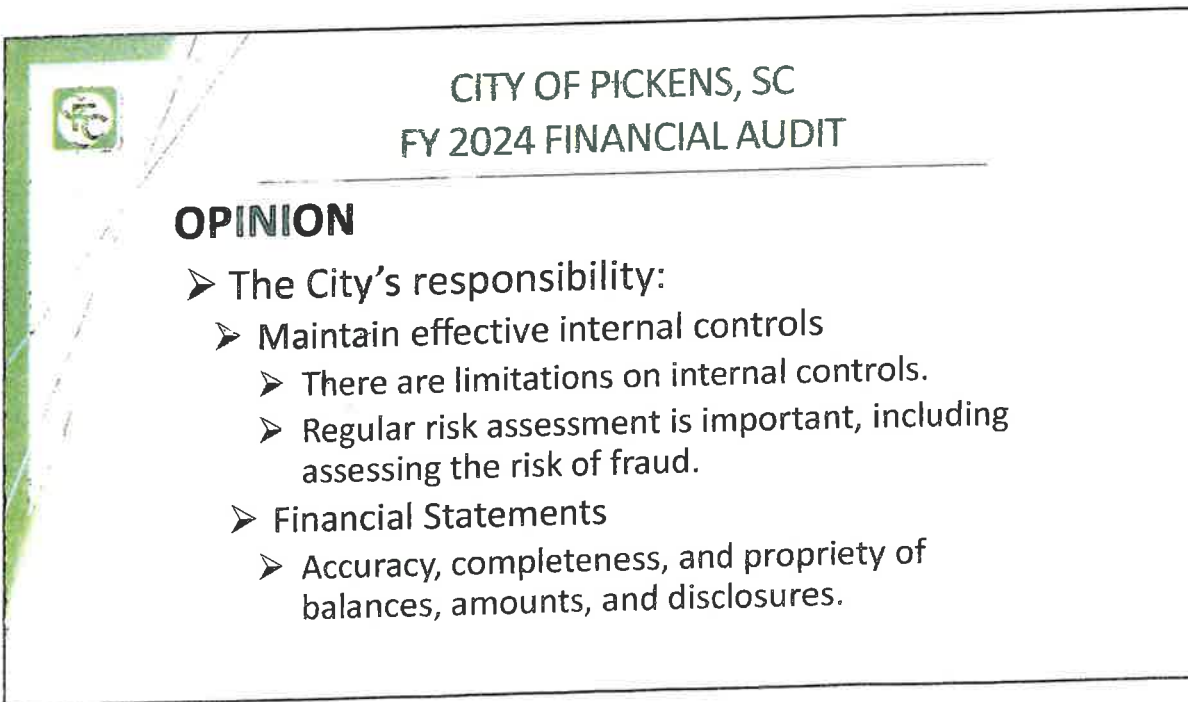 CITY OF PICKENS, SC
FY 2024 FINANCIAL AUDIT
OPINION
➢ The City's responsibility:
➢ Maintain effective internal controls
➢ There are limitations on internal controls.
➢ Regular risk assessment is important, including
assessing the risk of fraud.
➢ Financial Statements
➢ Accuracy, completeness, and propriety of
balances, amounts, and disclosures.